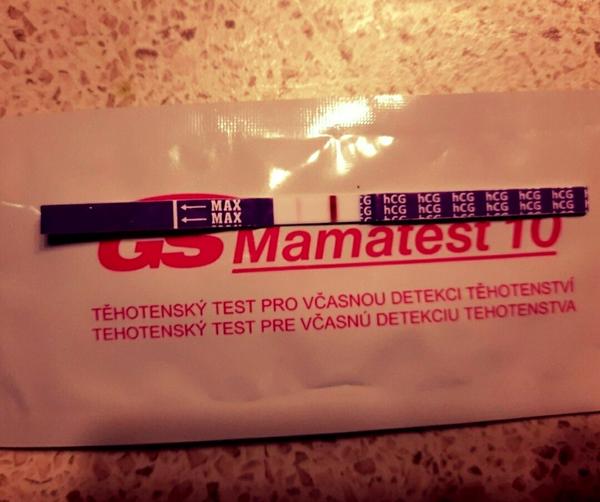 MAX hCG hCG hCG hCG hCG hCG
MAX hCG hCG hCG hCG hCG hCG
GS Mamatest 10
TĚHOTENSKÝ TEST PRO VČASNOU DETEKCI TĚHOTENSTVÍ
TEHOTENSKÝ TEST PRE VČASNÚ DETEKCIU TEHOTENSTVA